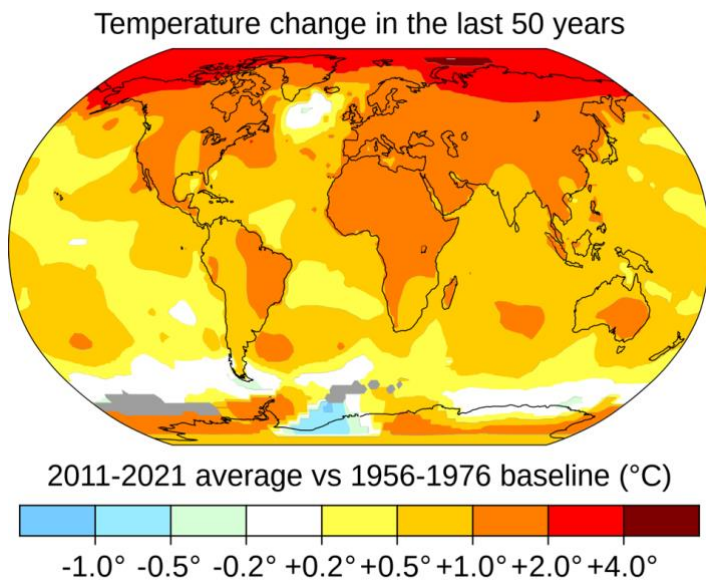 Temperature change in the last 50 years
2011-2021 average vs 1956-1976 baseline (°C)
-1.0° -0.5° -0.2° +0.2° +0.5° +1.0° +2.0° +4.0°